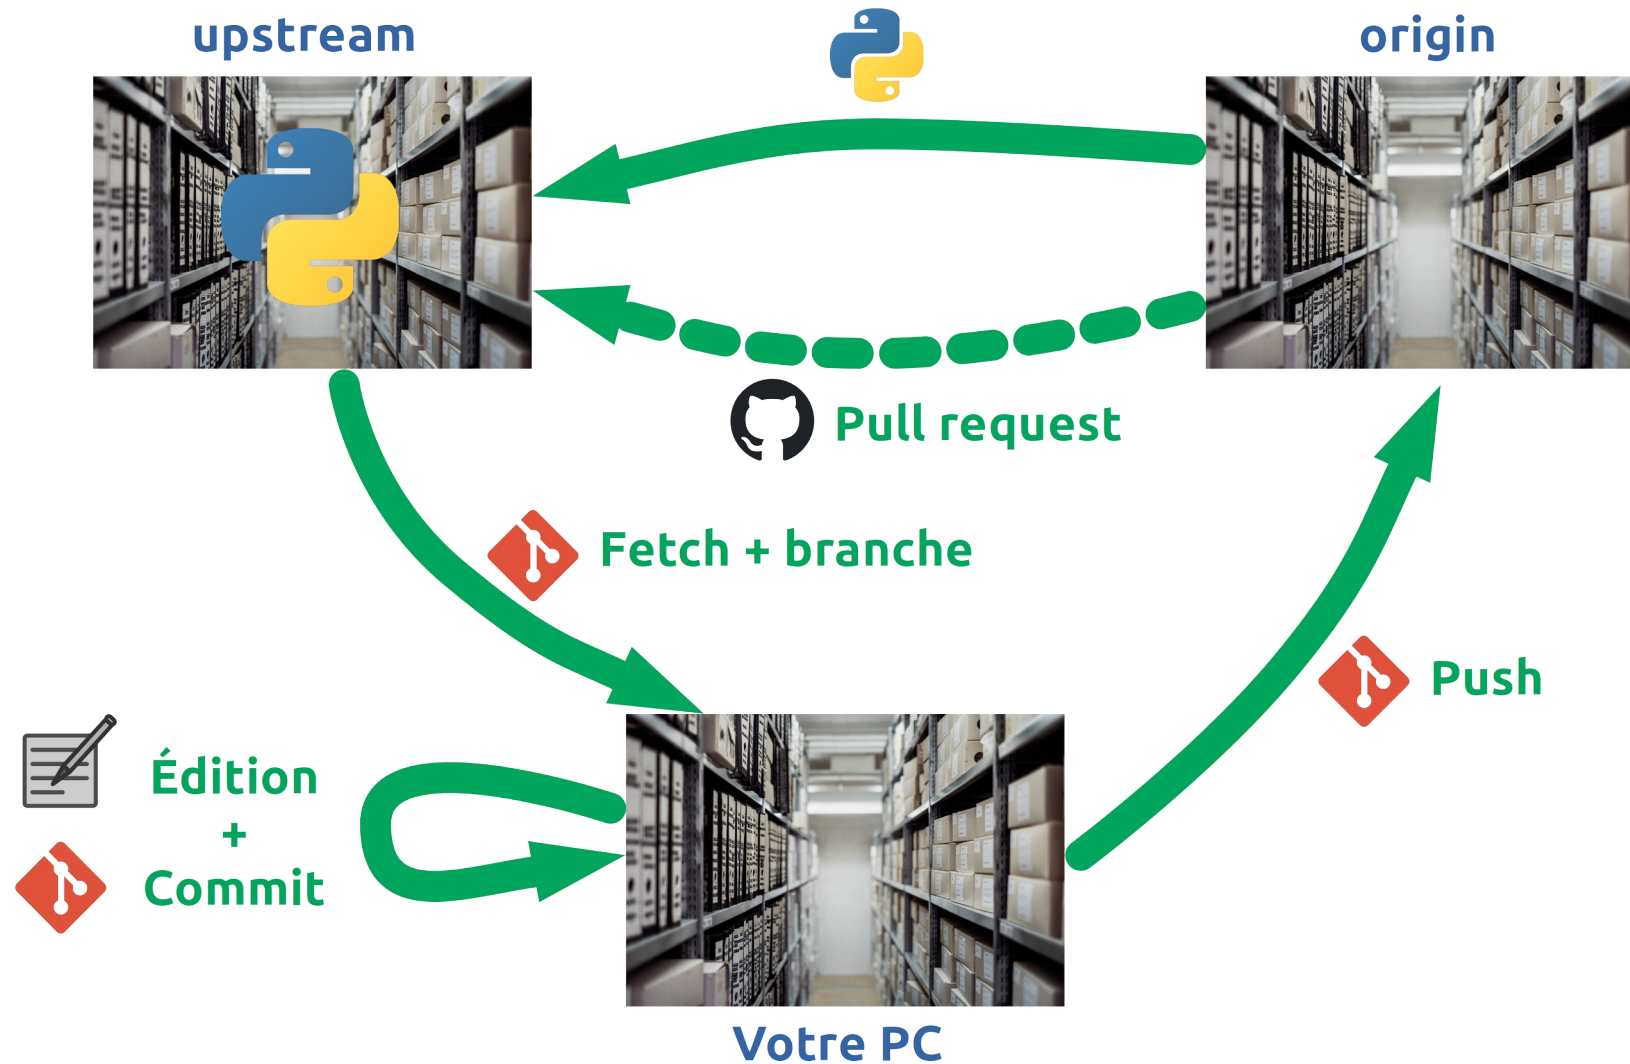 upstream
origin
Pull request
Fetch + branche
Push
Édition
+
Commit
Votre PC